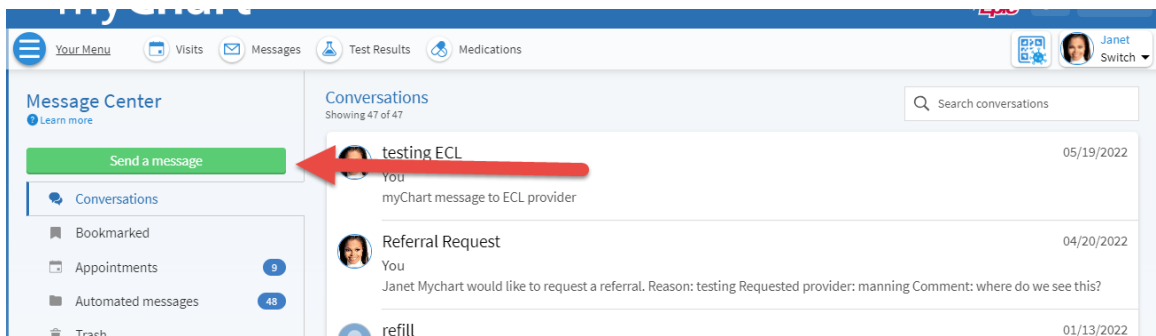 myChart
Epic
Your Menu
Visits
Messages
Test Results
Medications
Janet
Switch
Message Center
Learn more
Send a message
Conversations
Bookmarked
Appointments 9
Automated messages 48
Trash
Conversations
Showing 47 of 47
Search conversations
testing ECL 05/19/2022
You
myChart message to ECL provider
Referral Request 04/20/2022
You
Janet Mychart would like to request a referral. Reason: testing Requested provider: manning Comment: where do we see this?
refill 01/13/2022